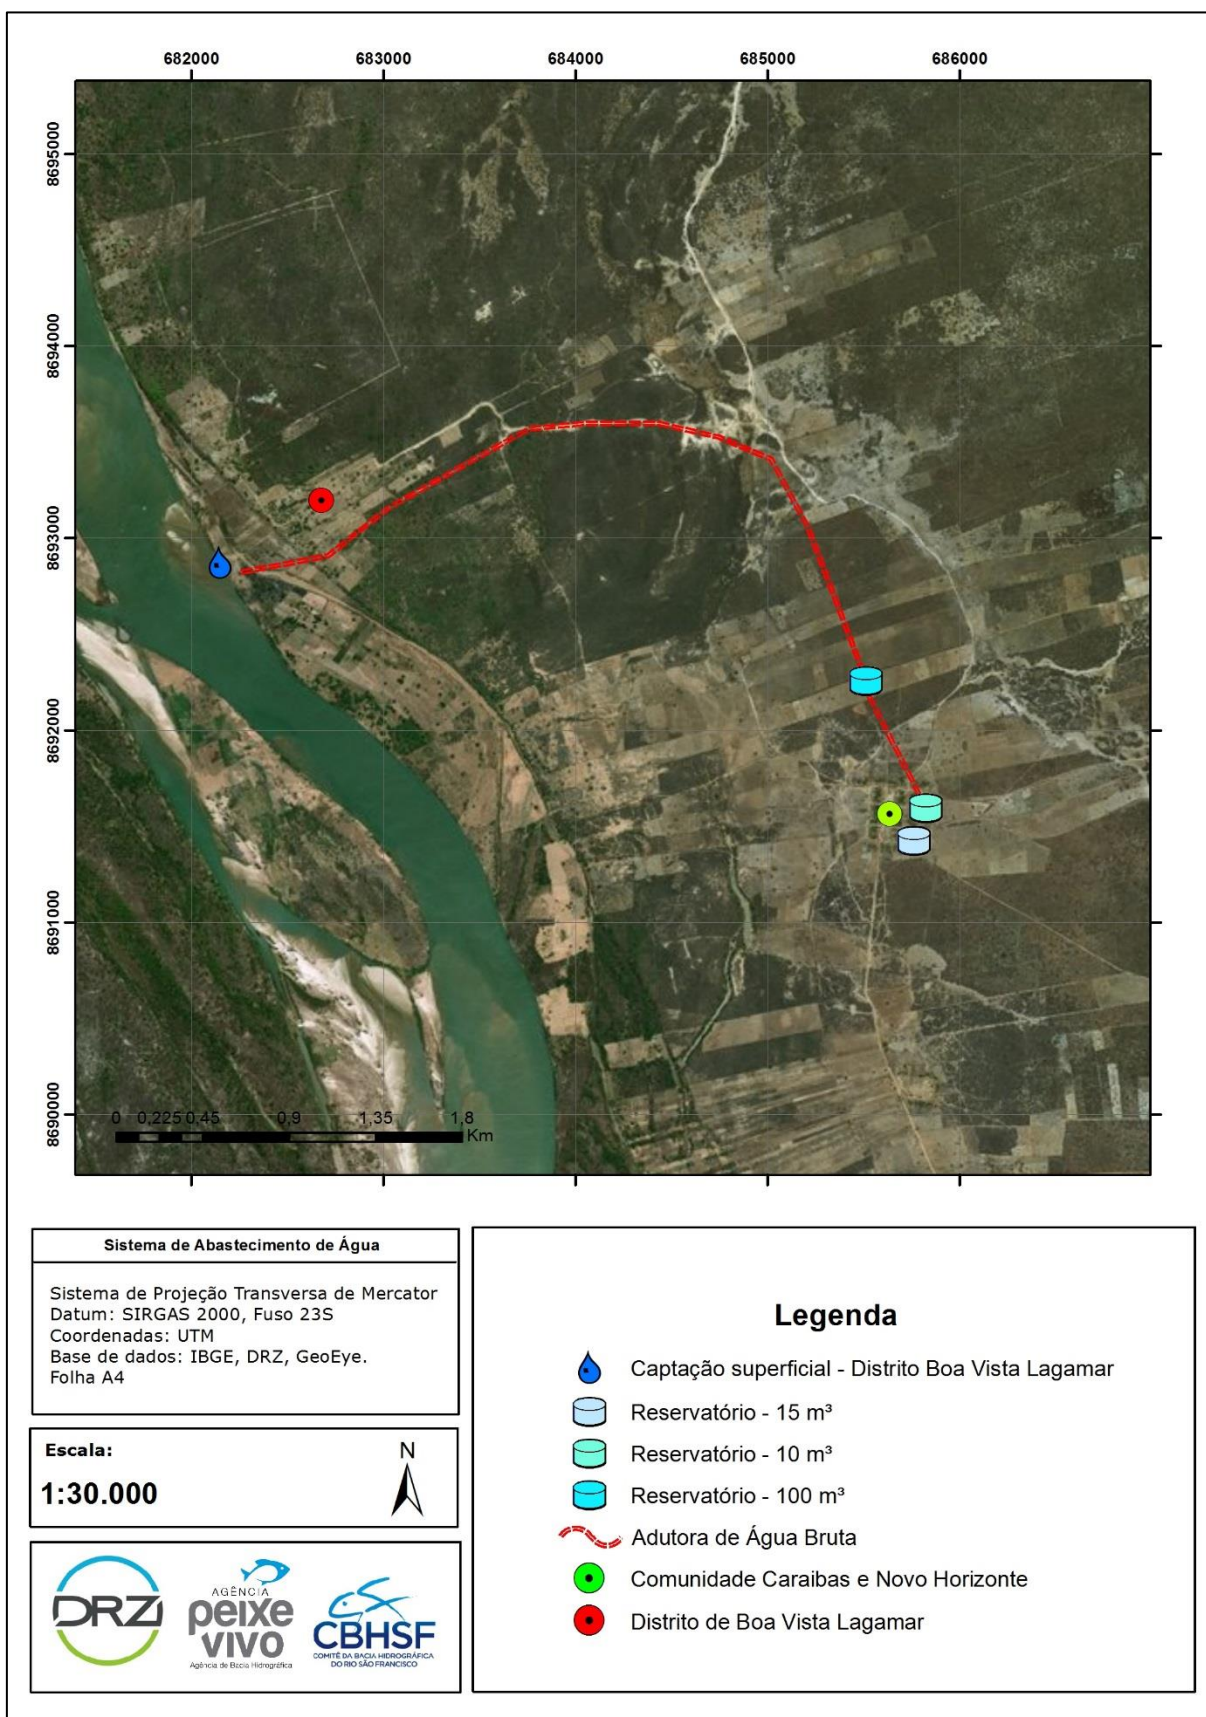 682000 683000 684000 685000 686000
8695000
8694000
8693000
8692000
8691000
8690000
0 0,225 0,45 0,9 1,35 1,8
Km
Sistema de Abastecimento de Água
Sistema de Projeção Transversa de Mercator
Datum: SIRGAS 2000, Fuso 23S
Coordenadas: UTM
Base de dados: IBGE, DRZ, GeoEye.
Folha A4
Escala:
1:30.000
N
DRZ
AGÊNCIA
peixe
vivo
Agência de Bacia Hidrográfica
CBHSF
COMITÊ DA BACIA HIDROGRÁFICA
DO RIO SÃO FRANCISCO
Legenda
Captação superficial - Distrito Boa Vista Lagamar
Reservatório - 15 m³
Reservatório - 10 m³
Reservatório - 100 m³
Adutora de Água Bruta
Comunidade Caraibas e Novo Horizonte
Distrito de Boa Vista Lagamar